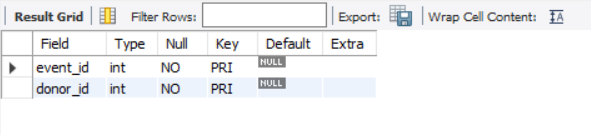 Result Grid Filter Rows: Export: Wrap Cell Content: IA
Field Type Null Key Default Extra
event_id int NO PRI NULL
donor_id int NO PRI NULL